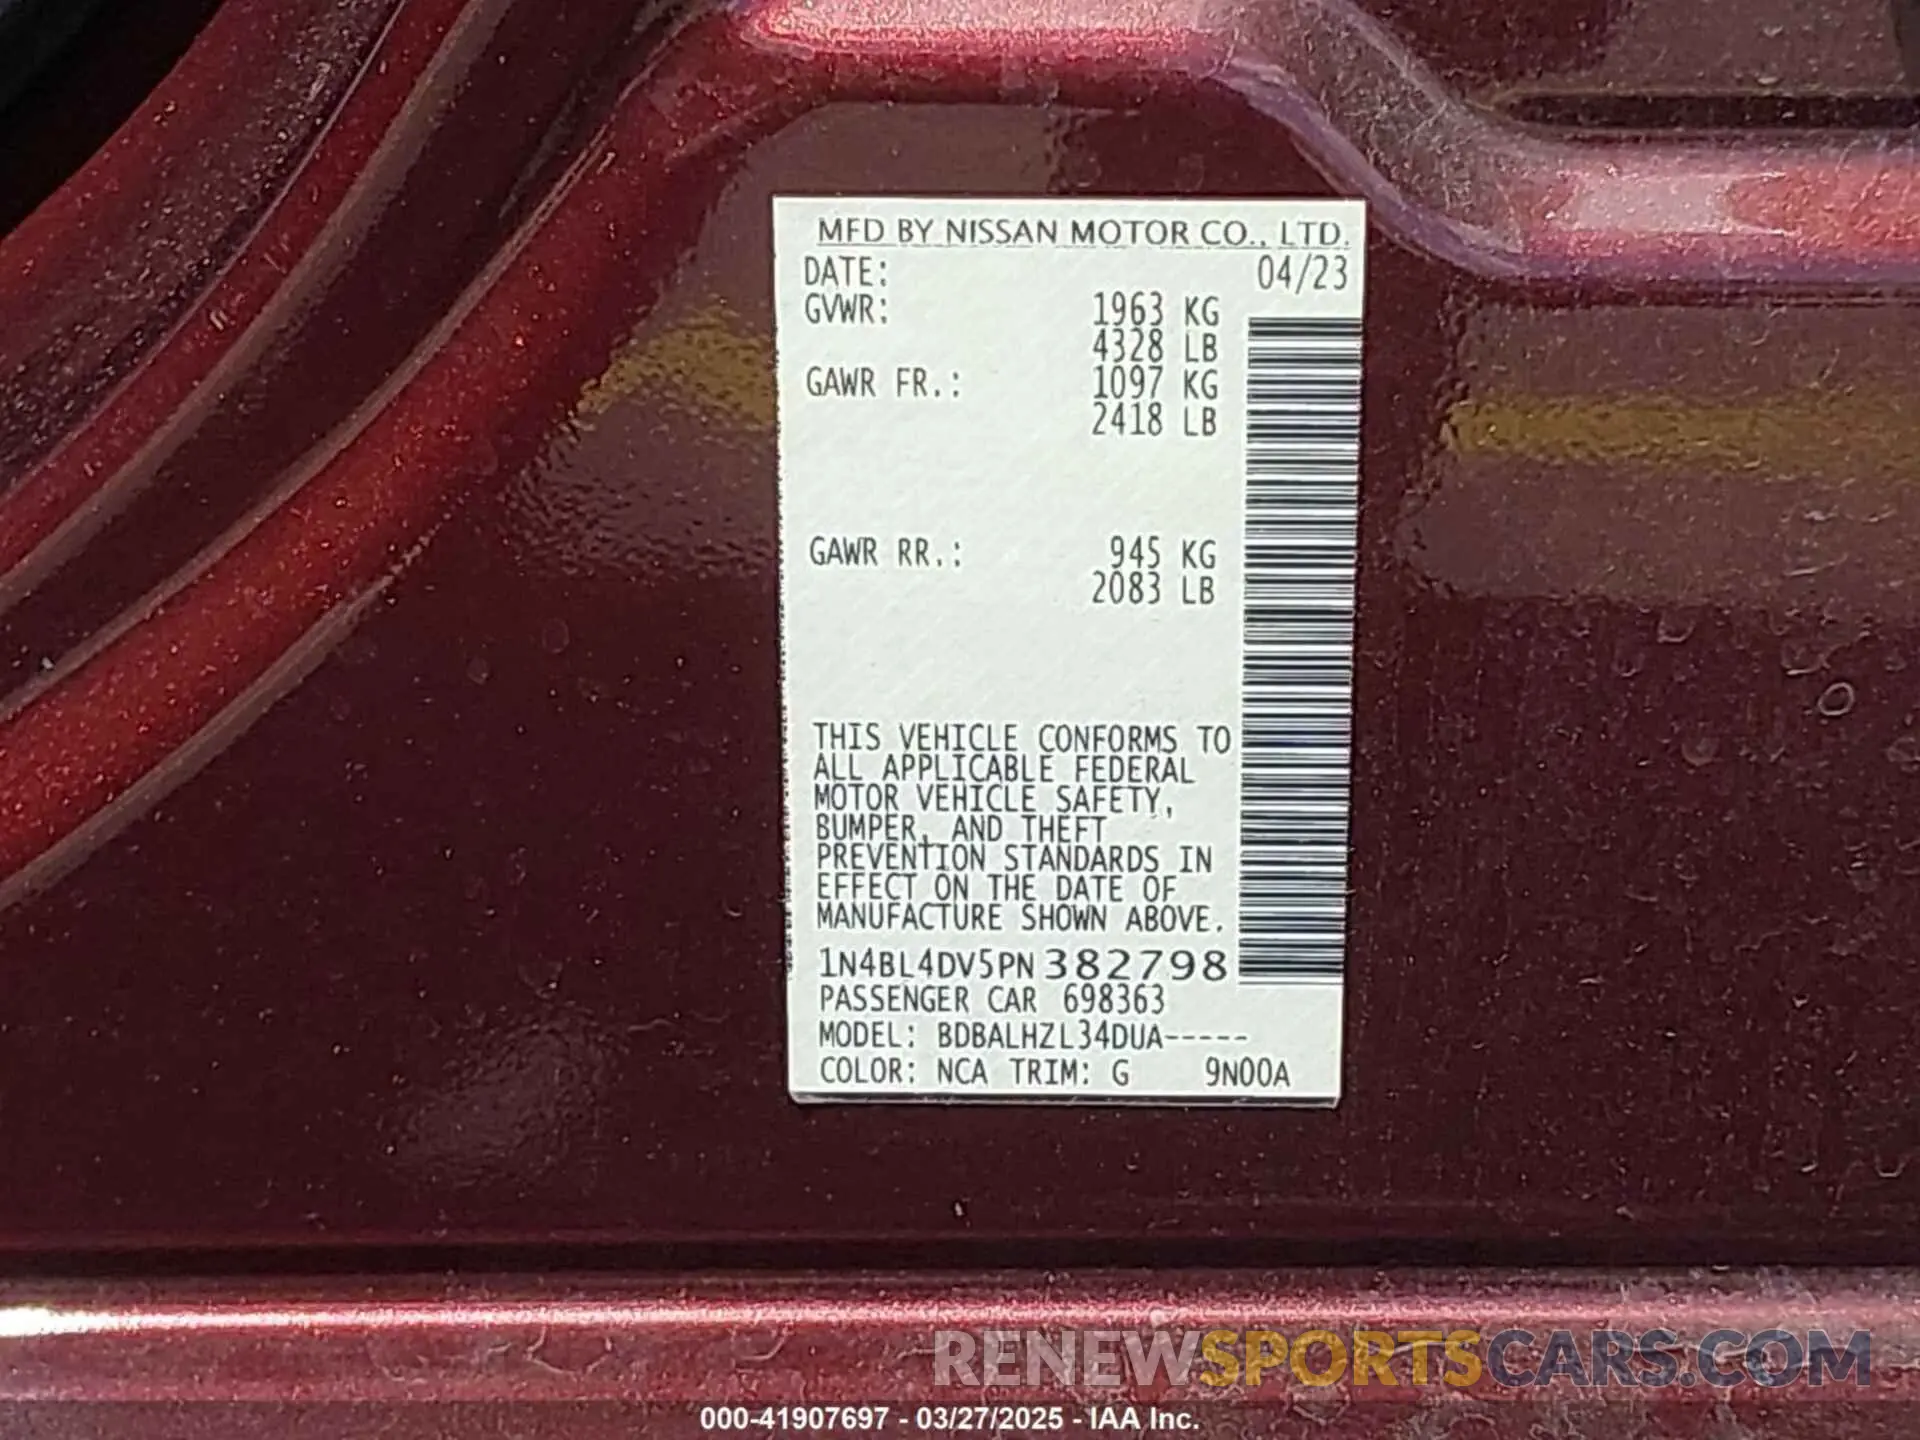 MFD BY NISSAN MOTOR CO., LTD.
DATE: 04/23
GVWR: 1963 KG
4328 LB
GAWR FR.: 1097 KG
2418 LB
GAWR RR.: 945 KG
2083 LB
THIS VEHICLE CONFORMS TO
ALL APPLICABLE FEDERAL
MOTOR VEHICLE SAFETY,
BUMPER, AND THEFT
PREVENTION STANDARDS IN
EFFECT ON THE DATE OF
MANUFACTURE SHOWN ABOVE.
1N4BL4DV5PN382798
PASSENGER CAR 698363
MODEL: BDBALHZL34DUA-----
COLOR: NCA TRIM: G 9N00A
RENEWSPORTSCARS.COM
000-41907697 - 03/27/2025 - IAA Inc.